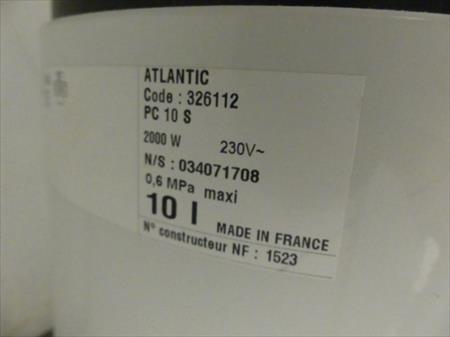 ATLANTIC
Code : 326112
PC 10 S
2000 W 230V~
N/S : 034071708
0,6 MPa maxi
10 l MADE IN FRANCE
N° constructeur NF : 1523